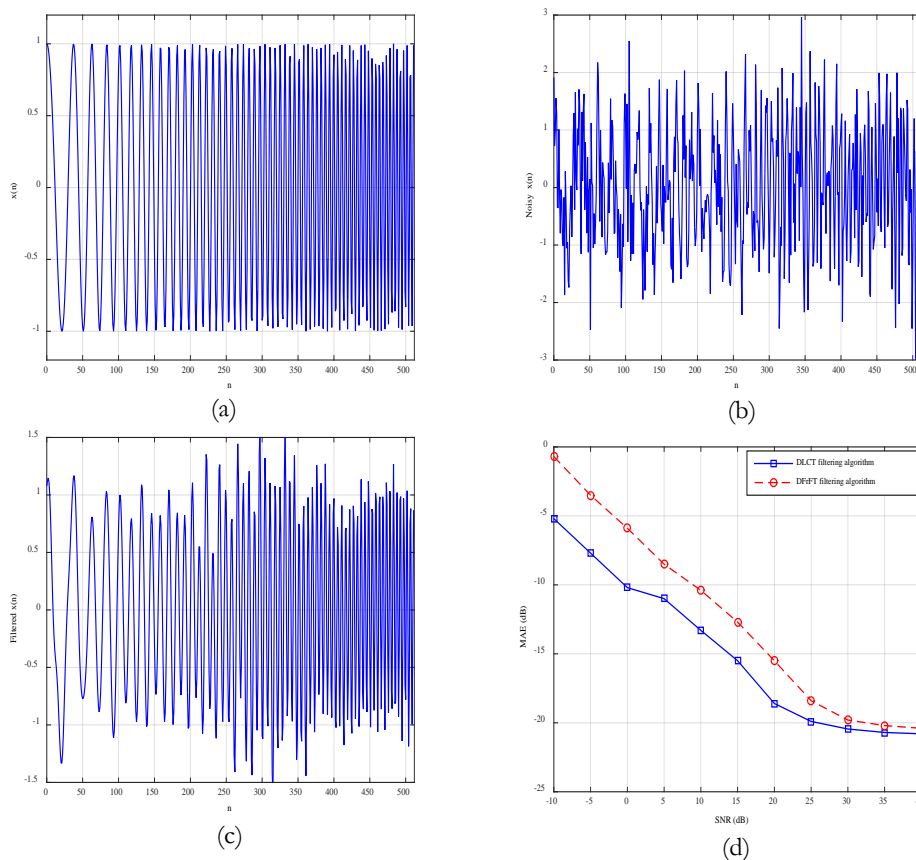 1
0.5
0
-0.5
-1
x(n)
0 50 100 150 200 250 300 350 400 450 500
n
(a)
3
2
1
0
-1
-2
-3
Noisy x(n)
0 50 100 150 200 250 300 350 400 450 500
n
(b)
1.5
1
0.5
0
-0.5
-1
-1.5
Filtered x(n)
0 50 100 150 200 250 300 350 400 450 500
n
(c)
0
-5
-10
-15
-20
-25
MAE (dB)
DLCT filtering algorithm
DFrFT filtering algorithm
-10 -5 0 5 10 15 20 25 30 35
SNR (dB)
(d)